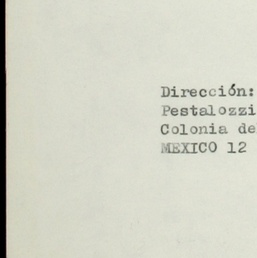 Dirección:
Pestalozzi
Colonia de
MEXICO 12